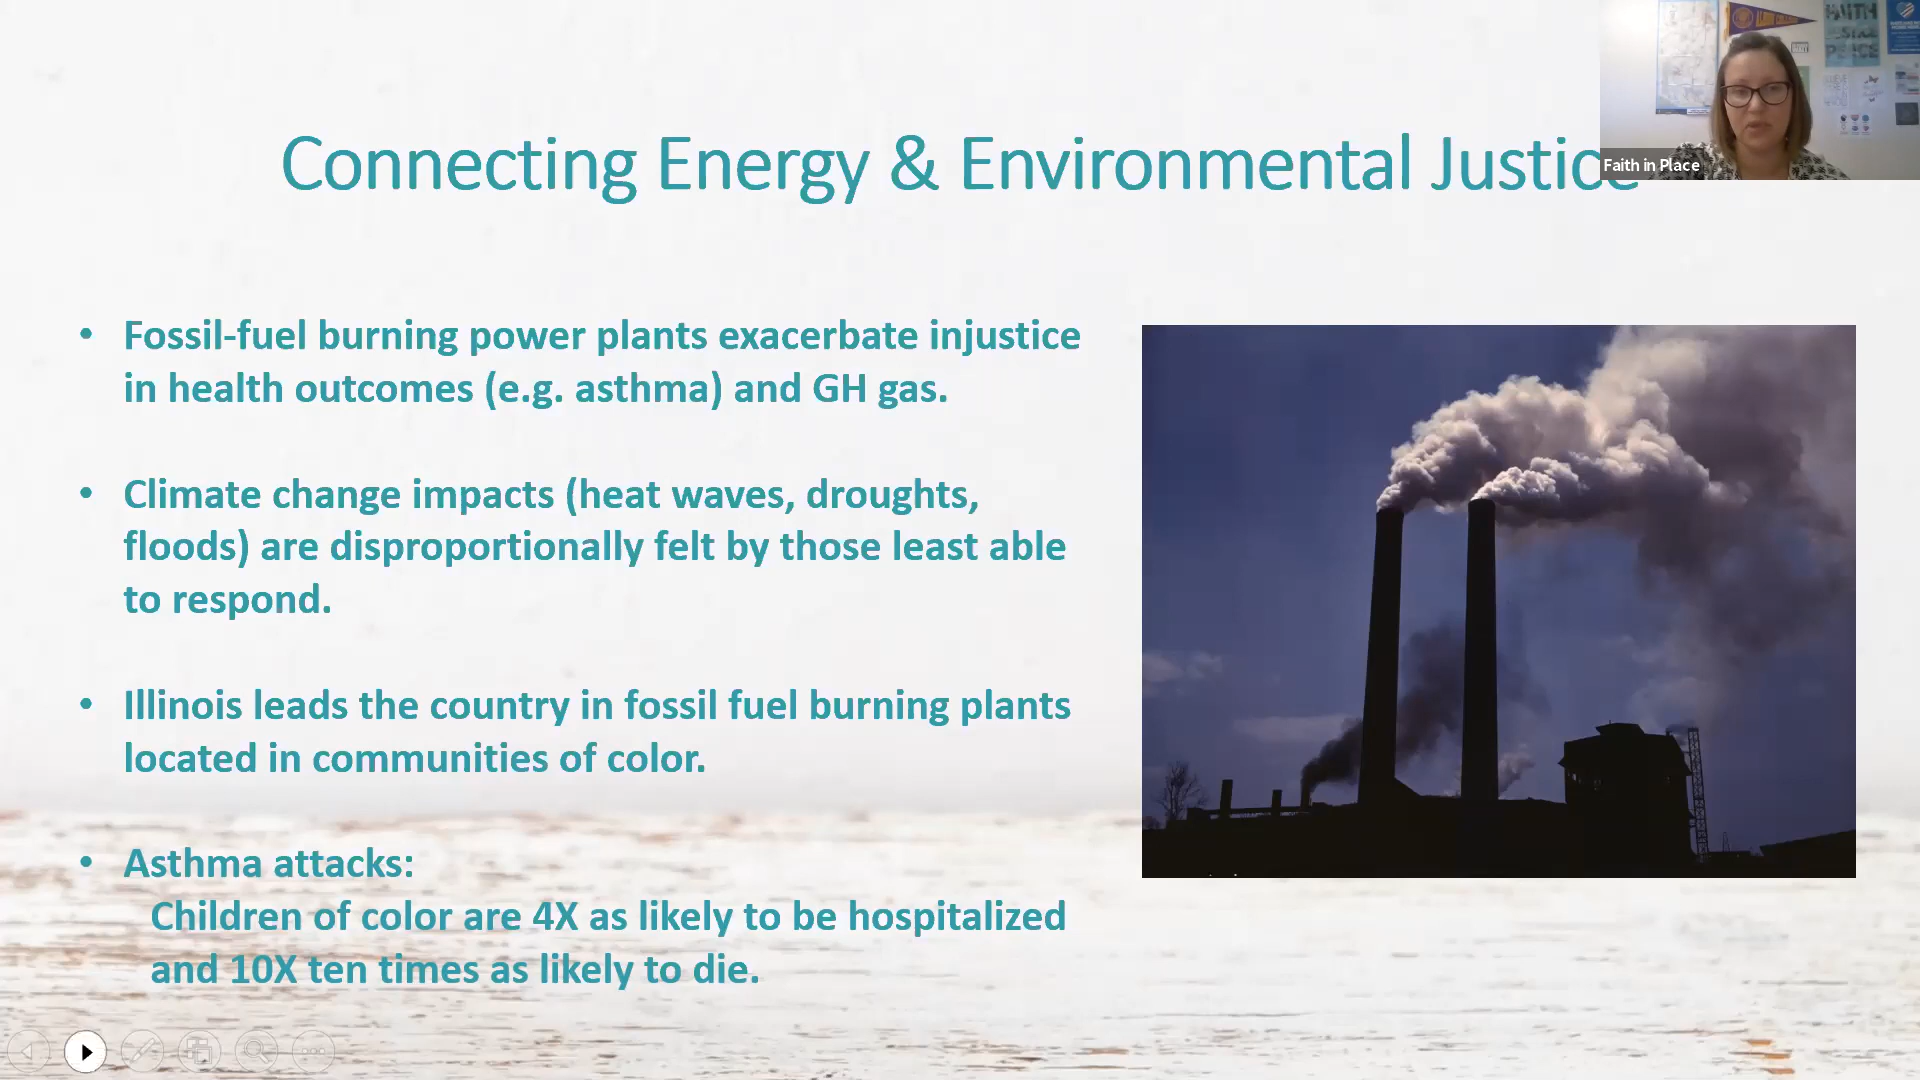 Connecting Energy & Environmental Justice
Faith in Place
• Fossil-fuel burning power plants exacerbate injustice
in health outcomes (e.g. asthma) and GH gas.
• Climate change impacts (heat waves, droughts,
floods) are disproportionally felt by those least able
to respond.
• Illinois leads the country in fossil fuel burning plants
located in communities of color.
• Asthma attacks:
Children of color are 4X as likely to be hospitalized
and 10X ten times as likely to die.